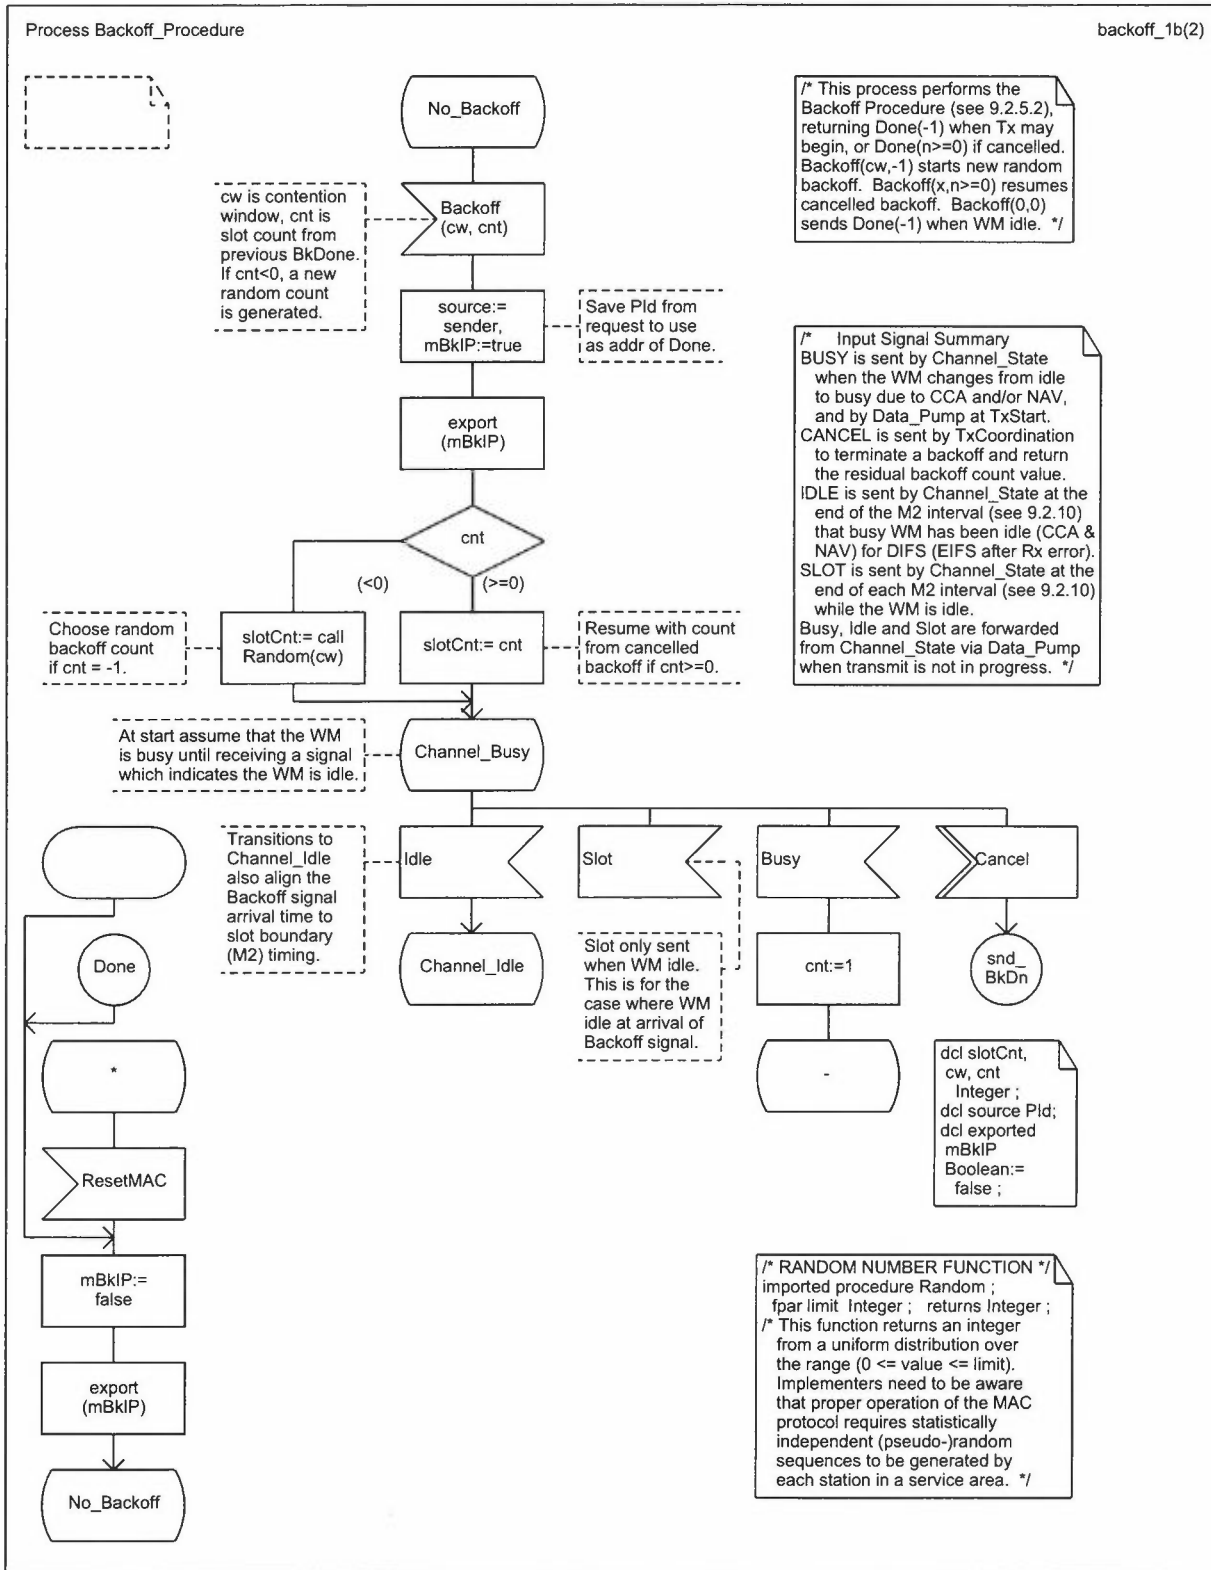 Process Backoff_Procedure
backoff_1b(2)
No_Backoff
/* This process performs the
Backoff Procedure (see 9.2.5.2),
returning Done(-1) when Tx may
begin, or Done(n>=0) if cancelled.
Backoff(cw,-1) starts new random
backoff. Backoff(x,n>=0) resumes
cancelled backoff. Backoff(0,0)
sends Done(-1) when WM idle. */
cw is contention
window, cnt is
slot count from
previous BkDone.
If cnt<0, a new
random count
is generated.
Backoff
(cw, cnt)
source:=
sender,
mBkIP:=true
Save PId from
request to use
as addr of Done.
/* Input Signal Summary
BUSY is sent by Channel_State
when the WM changes from idle
to busy due to CCA and/or NAV,
and by Data_Pump at TxStart.
CANCEL is sent by TxCoordination
to terminate a backoff and return
the residual backoff count value.
IDLE is sent by Channel_State at the
end of the M2 interval (see 9.2.10)
that busy WM has been idle (CCA &
NAV) for DIFS (EIFS after Rx error).
SLOT is sent by Channel_State at the
end of each M2 interval (see 9.2.10)
while the WM is idle.
Busy, Idle and Slot are forwarded
from Channel_State via Data_Pump
when transmit is not in progress. */
export
(mBkIP)
cnt
(<0)
(>=0)
Choose random
backoff count
if cnt = -1.
slotCnt:= call
Random(cw)
slotCnt:= cnt
Resume with count
from cancelled
backoff if cnt>=0.
At start assume that the WM
is busy until receiving a signal
which indicates the WM is idle.
Channel_Busy
Transitions to
Channel_Idle
also align the
Backoff signal
arrival time to
slot boundary
(M2) timing.
Idle
Slot
Busy
Cancel
Channel_Idle
Slot only sent
when WM idle.
This is for the
case where WM
idle at arrival of
Backoff signal.
cnt:=1
snd_
BkDn
-
Done
*
ResetMAC
mBkIP:=
false
export
(mBkIP)
No_Backoff
dcl slotCnt,
cw, cnt
Integer ;
dcl source PId;
dcl exported
mBkIP
Boolean:=
false ;
/* RANDOM NUMBER FUNCTION */
imported procedure Random ;
fpar limit Integer ; returns Integer ;
/* This function returns an integer
from a uniform distribution over
the range (0 <= value <= limit).
Implementers need to be aware
that proper operation of the MAC
protocol requires statistically
independent (pseudo-)random
sequences to be generated by
each station in a service area. */